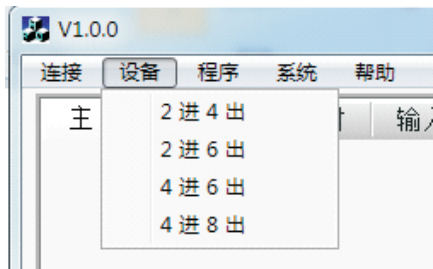 V1.0.0
连接 设备 程序 系统 帮助
主 输入
2 进 4 出
2 进 6 出
4 进 6 出
4 进 8 出